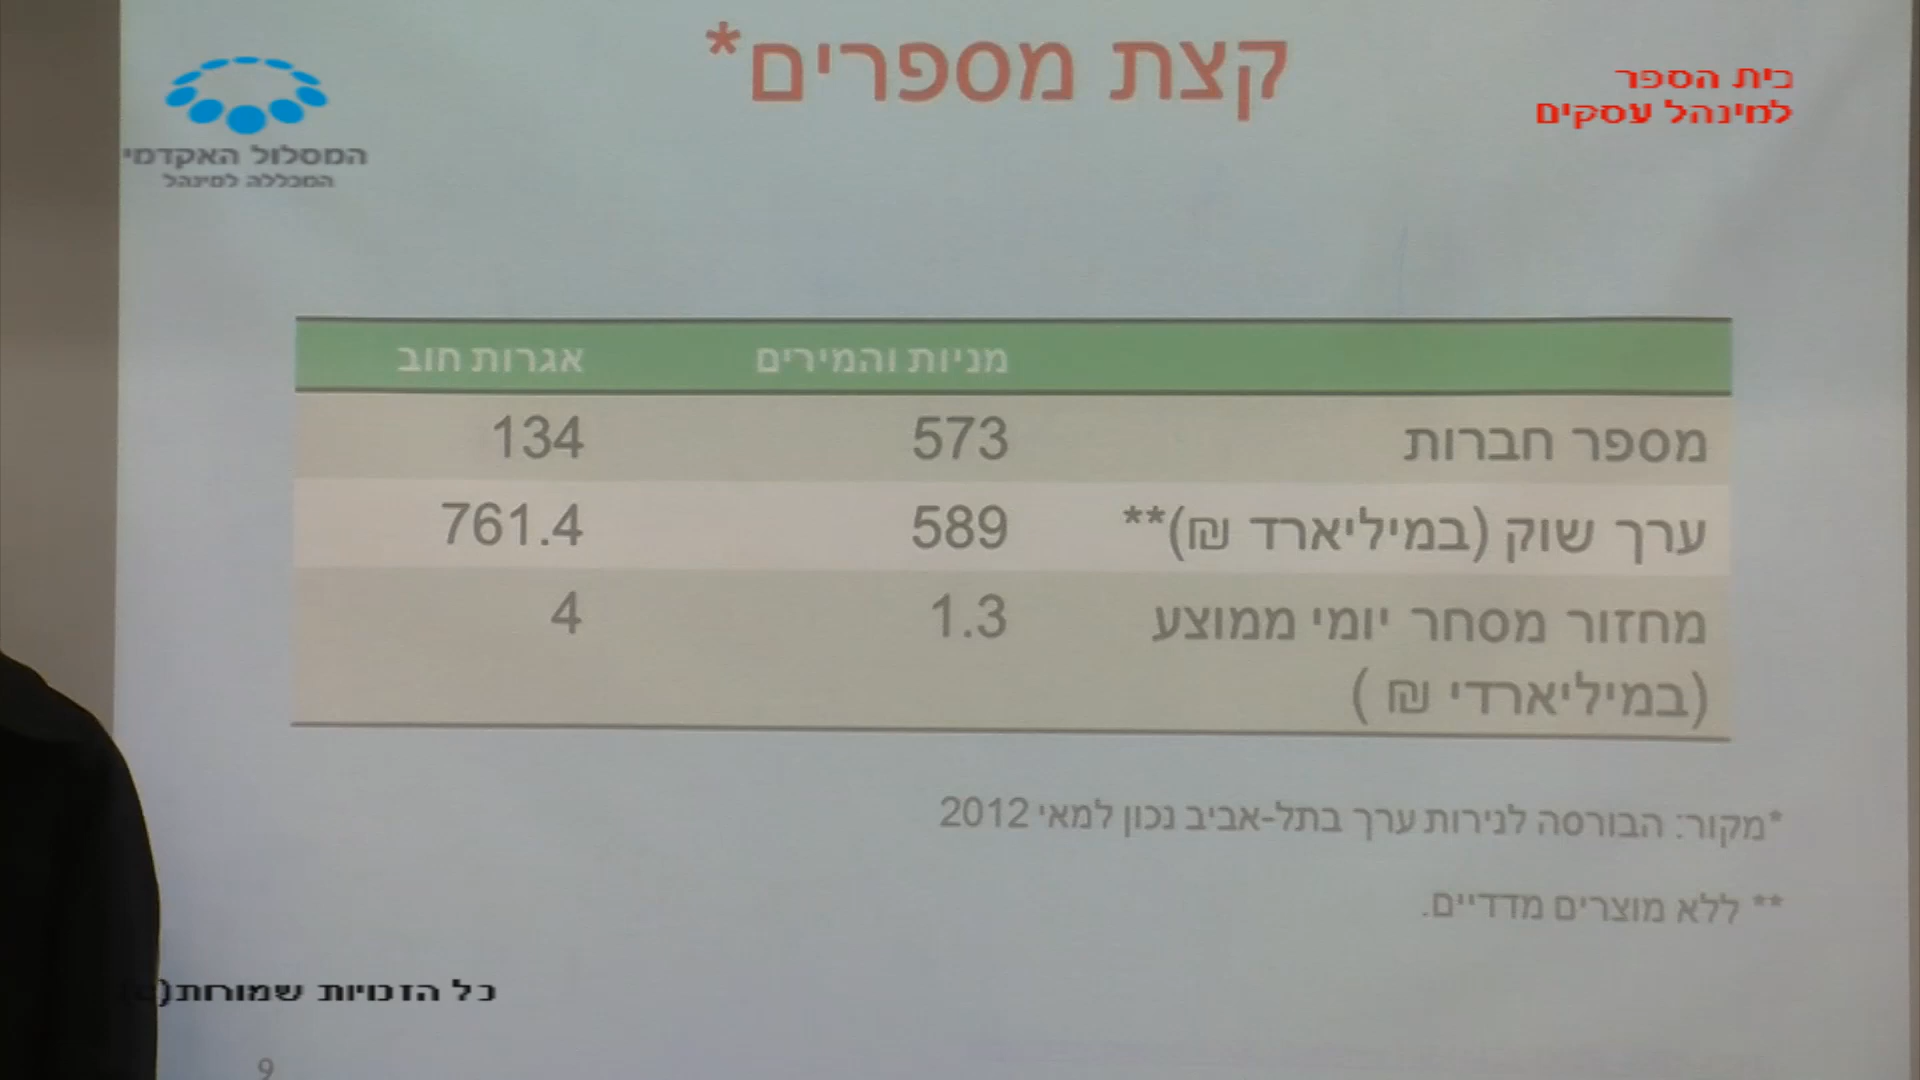 קצת מספרים*
בית הספר
למינהל עסקים
המסלול האקדמי
המכללה למינהל
מניות והמירים אגרות חוב
מספר חברות 573 134
ערך שוק (במיליארד ₪)** 589 761.4
מחזור מסחר יומי ממוצע 1.3 4
(במיליארדי ₪ )
*מקור: הבורסה לנירות ערך בתל-אביב נכון למאי 2012
** ללא מוצרים מדדיים.
כל הזכויות שמורות
9